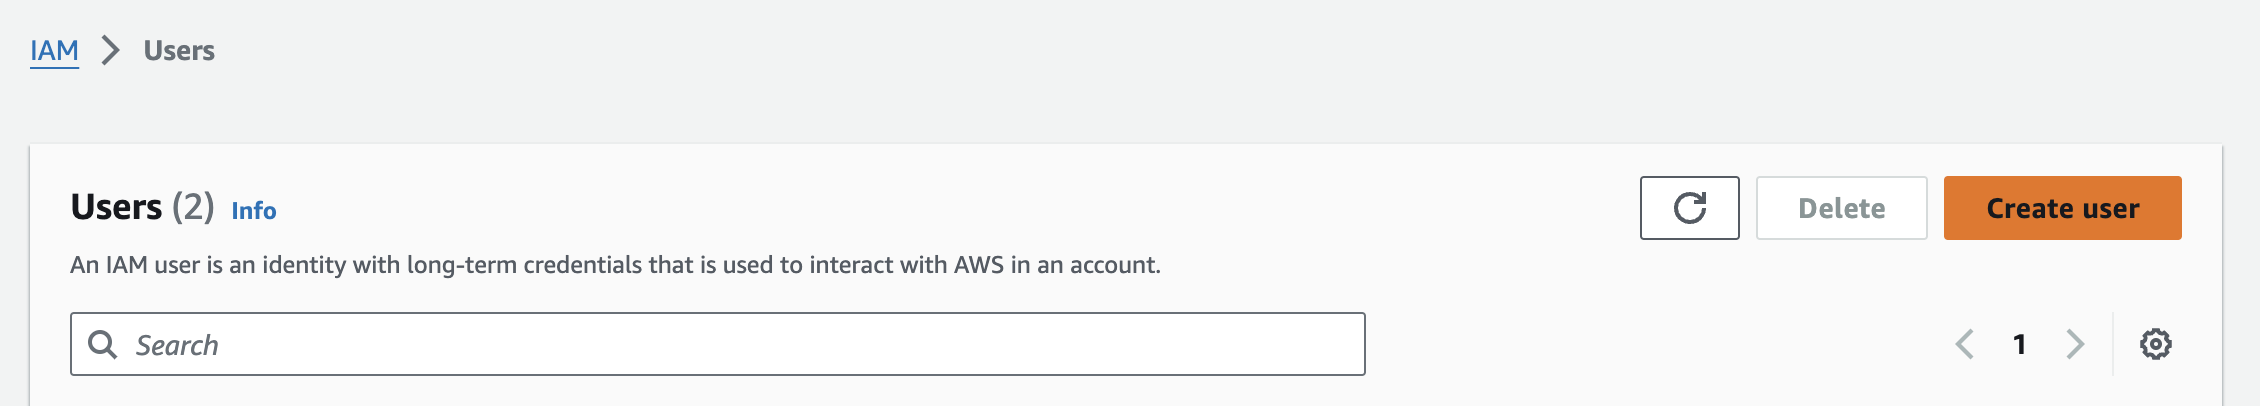 IAM > Users
Users (2) Info
Delete
Create user
An IAM user is an identity with long-term credentials that is used to interact with AWS in an account.
Search
1